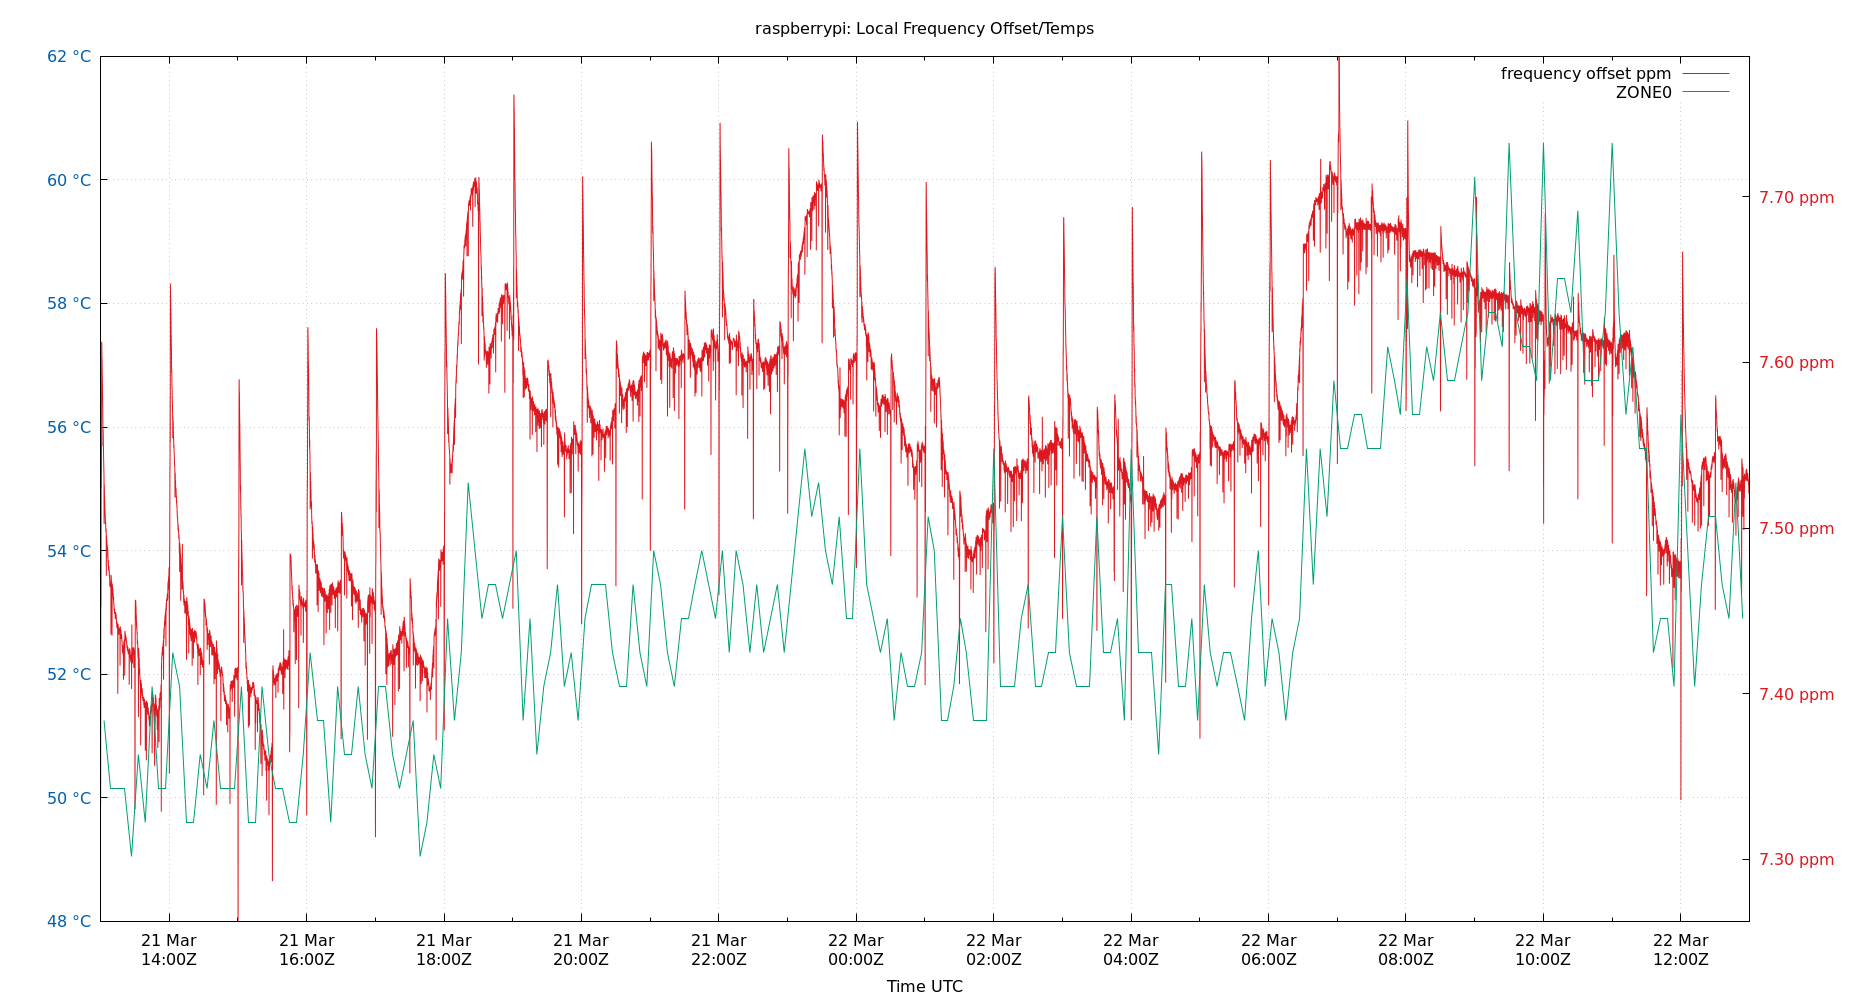 raspberrypi: Local Frequency Offset/Temps
62 °C
60 °C
58 °C
56 °C
54 °C
52 °C
50 °C
48 °C
frequency offset ppm
ZONE0
7.70 ppm
7.60 ppm
7.50 ppm
7.40 ppm
7.30 ppm
21 Mar 21 Mar 21 Mar 21 Mar 21 Mar 22 Mar 22 Mar 22 Mar 22 Mar 22 Mar 22 Mar 22 Mar
14:00Z 16:00Z 18:00Z 20:00Z 22:00Z 00:00Z 02:00Z 04:00Z 06:00Z 08:00Z 10:00Z 12:00Z
Time UTC